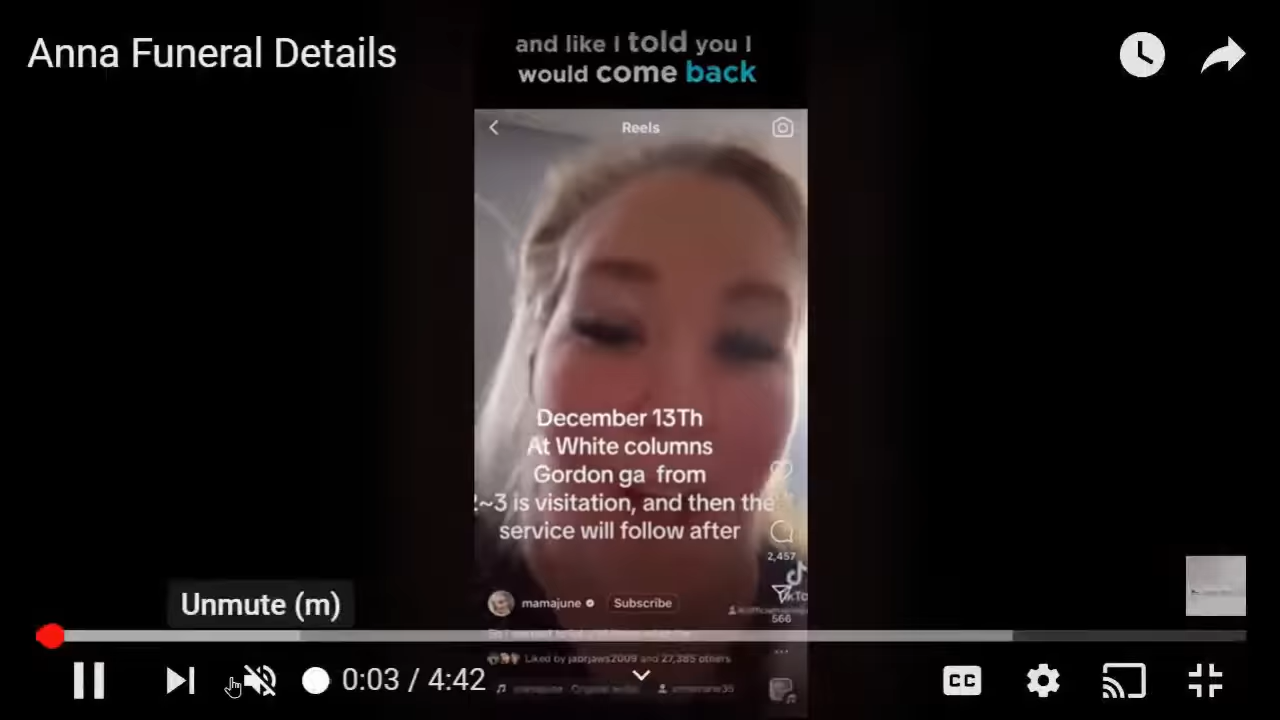 Anna Funeral Details
and like I told you I
would come back
Reels
December 13Th
At White columns
Gordon ga from
~3 is visitation, and then the
service will follow after
2,457
566
mamajune
Subscribe
Liked by jaorjaws2009 and 27,385 others
Unmute (m)
0:03 / 4:42
CC